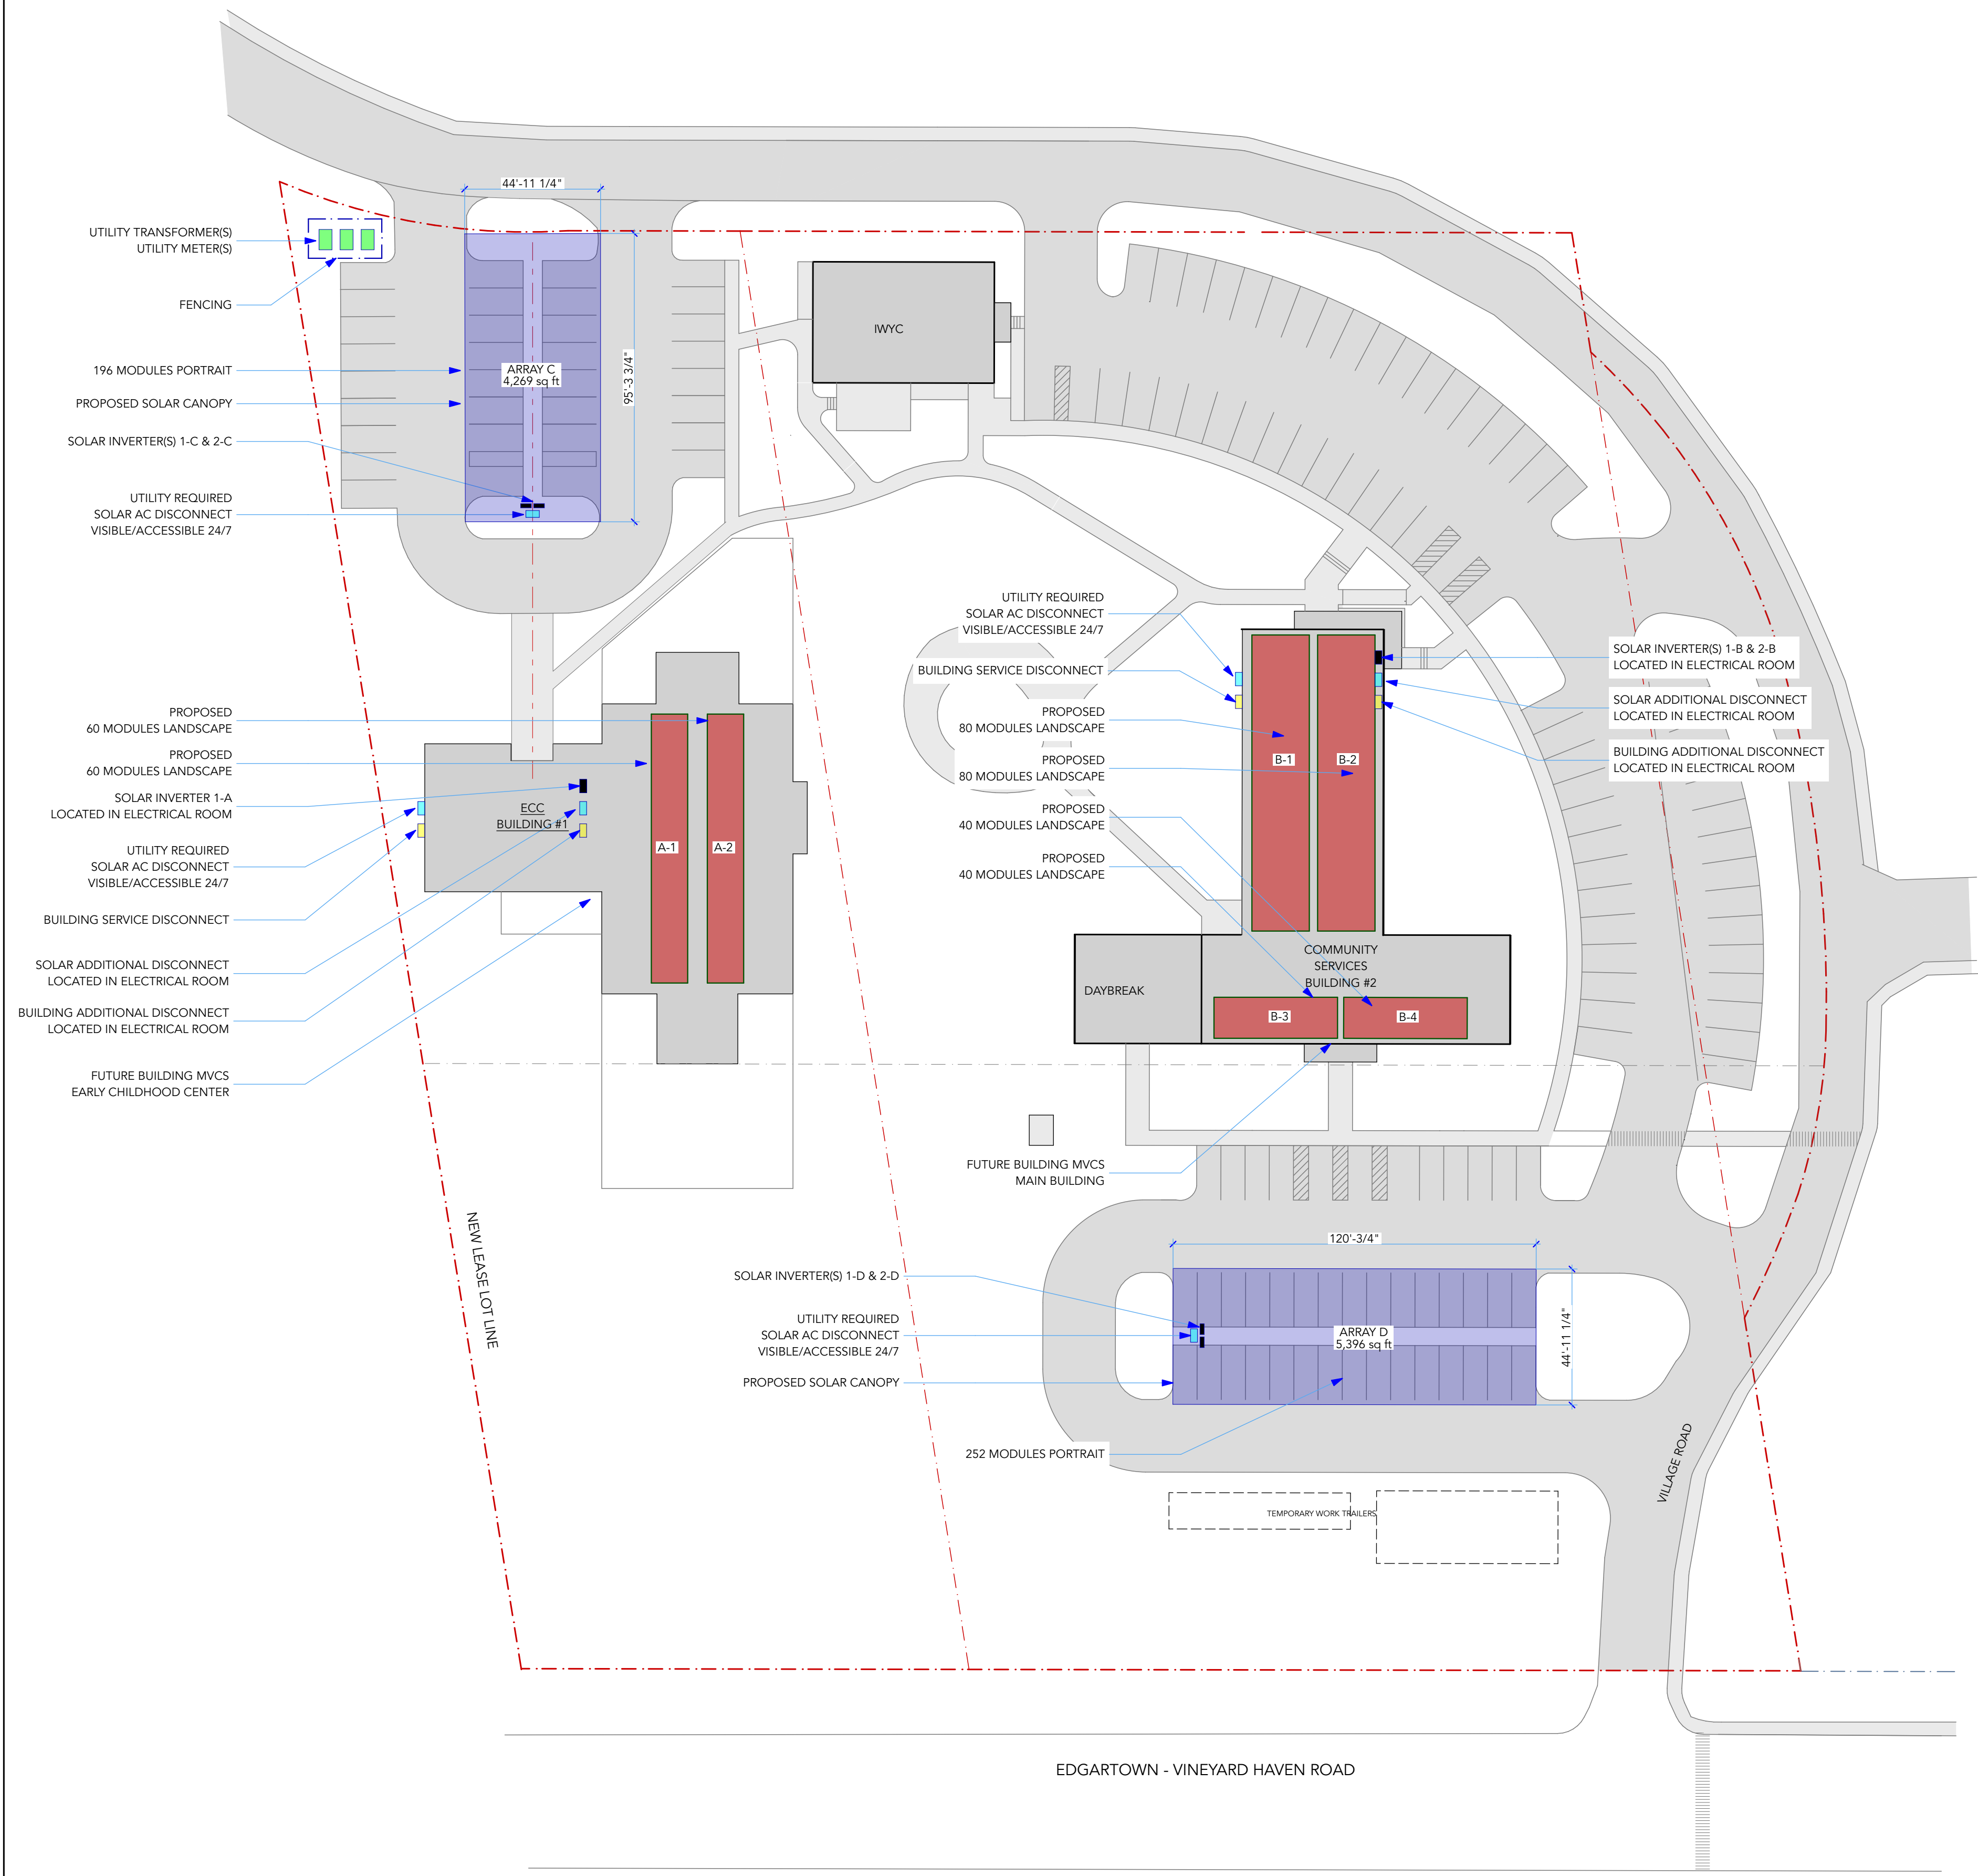 44'-11 1/4"
UTILITY TRANSFORMER(S)
UTILITY METER(S)
FENCING
196 MODULES PORTRAIT
PROPOSED SOLAR CANOPY
SOLAR INVERTER(S) 1-C & 2-C
UTILITY REQUIRED
SOLAR AC DISCONNECT
VISIBLE/ACCESSIBLE 24/7
ARRAY C
4,269 sq ft
95'-3 3/4"
IWYC
PROPOSED
60 MODULES LANDSCAPE
PROPOSED
60 MODULES LANDSCAPE
SOLAR INVERTER 1-A
LOCATED IN ELECTRICAL ROOM
UTILITY REQUIRED
SOLAR AC DISCONNECT
VISIBLE/ACCESSIBLE 24/7
BUILDING SERVICE DISCONNECT
SOLAR ADDITIONAL DISCONNECT
LOCATED IN ELECTRICAL ROOM
BUILDING ADDITIONAL DISCONNECT
LOCATED IN ELECTRICAL ROOM
FUTURE BUILDING MVCS
EARLY CHILDHOOD CENTER
ECC
BUILDING #1
A-1
A-2
UTILITY REQUIRED
SOLAR AC DISCONNECT
VISIBLE/ACCESSIBLE 24/7
BUILDING SERVICE DISCONNECT
PROPOSED
80 MODULES LANDSCAPE
PROPOSED
80 MODULES LANDSCAPE
PROPOSED
40 MODULES LANDSCAPE
PROPOSED
40 MODULES LANDSCAPE
B-1
B-2
SOLAR INVERTER(S) 1-B & 2-B
LOCATED IN ELECTRICAL ROOM
SOLAR ADDITIONAL DISCONNECT
LOCATED IN ELECTRICAL ROOM
BUILDING ADDITIONAL DISCONNECT
LOCATED IN ELECTRICAL ROOM
COMMUNITY
SERVICES
BUILDING #2
DAYBREAK
B-3
B-4
FUTURE BUILDING MVCS
MAIN BUILDING
NEW LEASE LOT LINE
120'-3/4"
SOLAR INVERTER(S) 1-D & 2-D
UTILITY REQUIRED
SOLAR AC DISCONNECT
VISIBLE/ACCESSIBLE 24/7
PROPOSED SOLAR CANOPY
ARRAY D
5,396 sq ft
44'-11 1/4"
252 MODULES PORTRAIT
VILLAGE ROAD
TEMPORARY WORK TRAILERS
EDGARTOWN - VINEYARD HAVEN ROAD